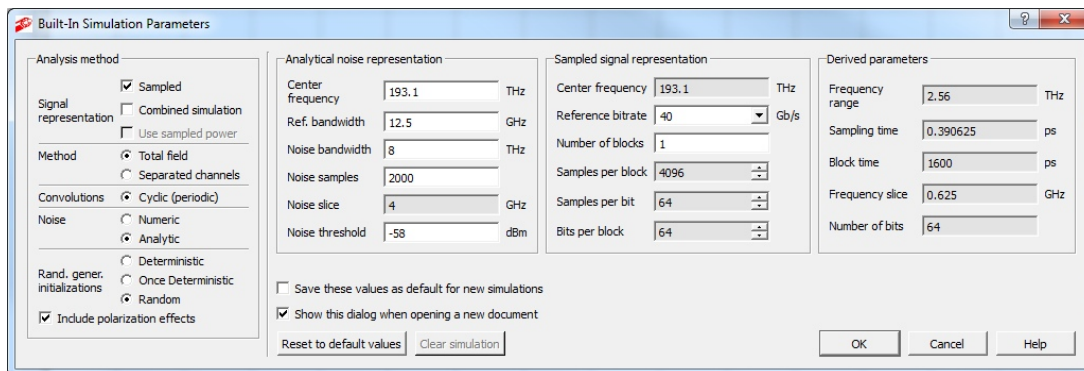 Built-In Simulation Parameters
?
X
Analysis method
Signal representation
Sampled
Combined simulation
Use sampled power
Method
Total field
Separated channels
Convolutions
Cyclic (periodic)
Noise
Numeric
Analytic
Rand. gener. initializations
Deterministic
Once Deterministic
Random
Include polarization effects
Analytical noise representation
Center frequency 193.1 THz
Ref. bandwidth 12.5 GHz
Noise bandwidth 8 THz
Noise samples 2000
Noise slice 4 GHz
Noise threshold -58 dBm
Sampled signal representation
Center frequency 193.1 THz
Reference bitrate 40 Gb/s
Number of blocks 1
Samples per block 4096
Samples per bit 64
Bits per block 64
Derived parameters
Frequency range 2.56 THz
Sampling time 0.390625 ps
Block time 1600 ps
Frequency slice 0.625 GHz
Number of bits 64
Save these values as default for new simulations
Show this dialog when opening a new document
Reset to default values
Clear simulation
OK
Cancel
Help